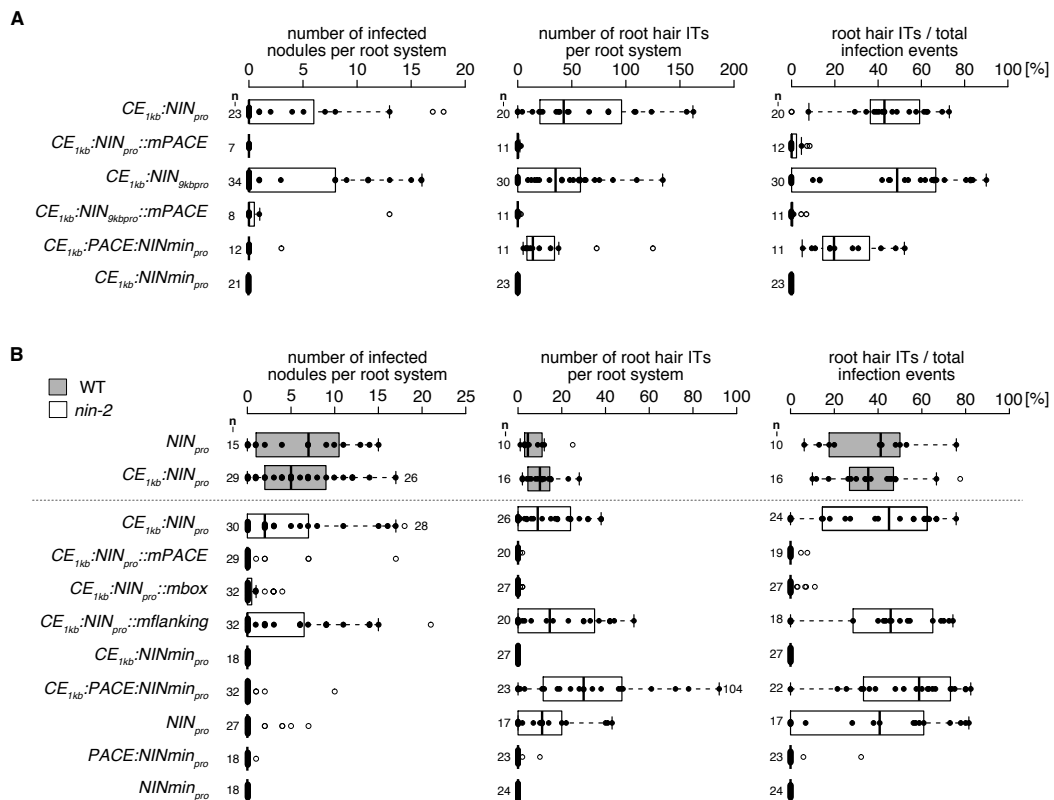 A
number of infected
nodules per root system
number of root hair ITs
per root system
root hair ITs / total
infection events
0 5 10 15 20
0 50 100 150 200
0 20 40 60 80 100 [%]
n n n
CE1kb:NINpro 23 20 20
CE1kb:NINpro::mPACE 7 11 12
CE1kb:NIN9kbpro 34 30 30
CE1kb:NIN9kbpro::mPACE 8 11 11
CE1kb:PACE:NINminpro 12 11 11
CE1kb:NINminpro 21 23 23
B
number of infected
nodules per root system
number of root hair ITs
per root system
root hair ITs / total
infection events
WT
nin-2
0 5 10 15 20 25
0 20 40 60 80 100
0 20 40 60 80 100 [%]
n n n
NINpro 15 10 10
CE1kb:NIN 29 26 16 16
CE1kb:NINpro 30 28 26 24
CE1kb:NINpro::mPACE 29 20 19
CE1kb:NINpro::mbox 32 27 27
CE1kb:NINpro::mflanking 32 20 18
CE1kb:NINminpro 18 27 27
CE1kb:PACE:NINminpro 32 23 104 22
NINpro 27 17 17
PACE:NINminpro 18 23 23
NINminpro 18 24 24